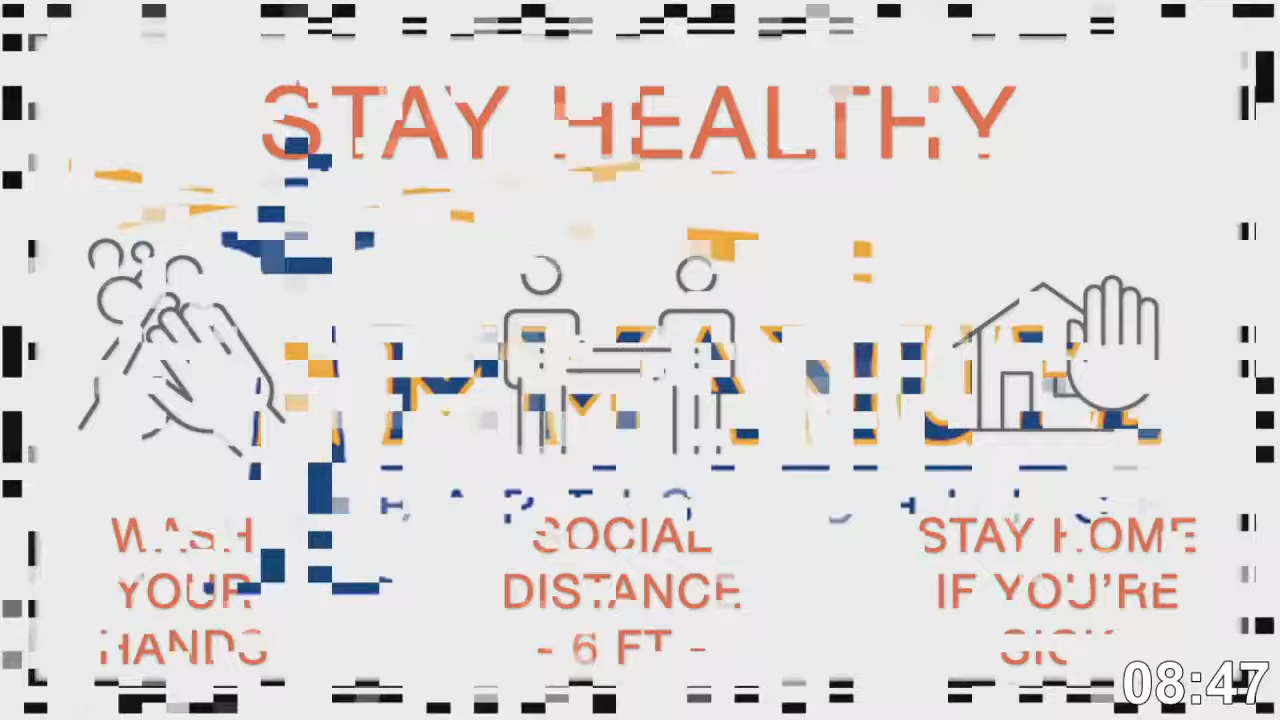 STAY HEALTHY
WASH
YOUR
HANDS
SOCIAL
DISTANCE
- 6 FT -
STAY HOME
IF YOU'RE
SICK
08:47